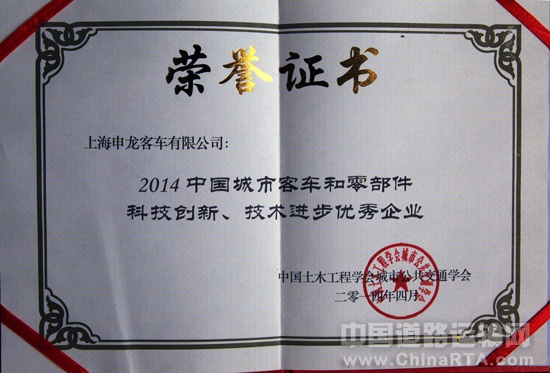 荣誉证书
上海申龙客车有限公司：
2014中国城市客车和零部件
科技创新、技术进步优秀企业
中国土木工程学会城市公共交通学会
二零一四年四月
中国道路运输网
www.ChinaRTA.com